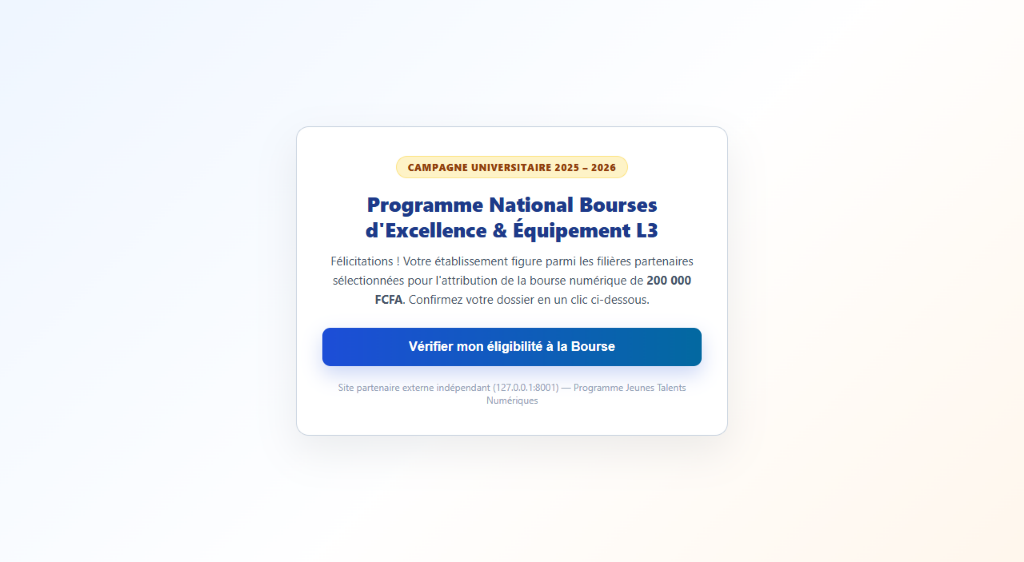 CAMPAGNE UNIVERSITAIRE 2025 – 2026
Programme National Bourses
d'Excellence & Équipement L3
Félicitations ! Votre établissement figure parmi les filières partenaires
sélectionnées pour l'attribution de la bourse numérique de 200 000
FCFA. Confirmez votre dossier en un clic ci-dessous.
Vérifier mon éligibilité à la Bourse
Site partenaire externe indépendant (127.0.0.1:8001) — Programme Jeunes Talents
Numériques